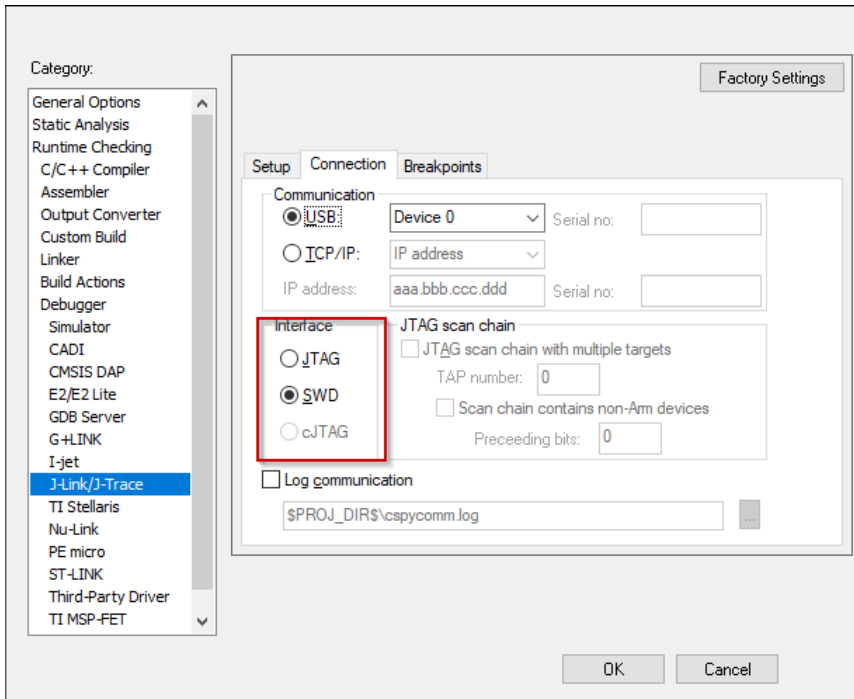 Category:
General Options
Static Analysis
Runtime Checking
C/C++ Compiler
Assembler
Output Converter
Custom Build
Linker
Build Actions
Debugger
Simulator
CADI
CMSIS DAP
E2/E2 Lite
GDB Server
G+LINK
I-jet
J-Link/J-Trace
TI Stellaris
Nu-Link
PE micro
ST-LINK
Third-Party Driver
TI MSP-FET
Factory Settings
Setup Connection Breakpoints
Communication
USB: Device 0 Serial no:
TCP/IP: IP address
IP address: aaa.bbb.ccc.ddd Serial no:
Interface
JTAG
SWD
cJTAG
JTAG scan chain
JTAG scan chain with multiple targets
TAP number: 0
Scan chain contains non-Arm devices
Preceeding bits: 0
Log communication
$PROJ_DIR$\cspycomm.log ...
OK Cancel